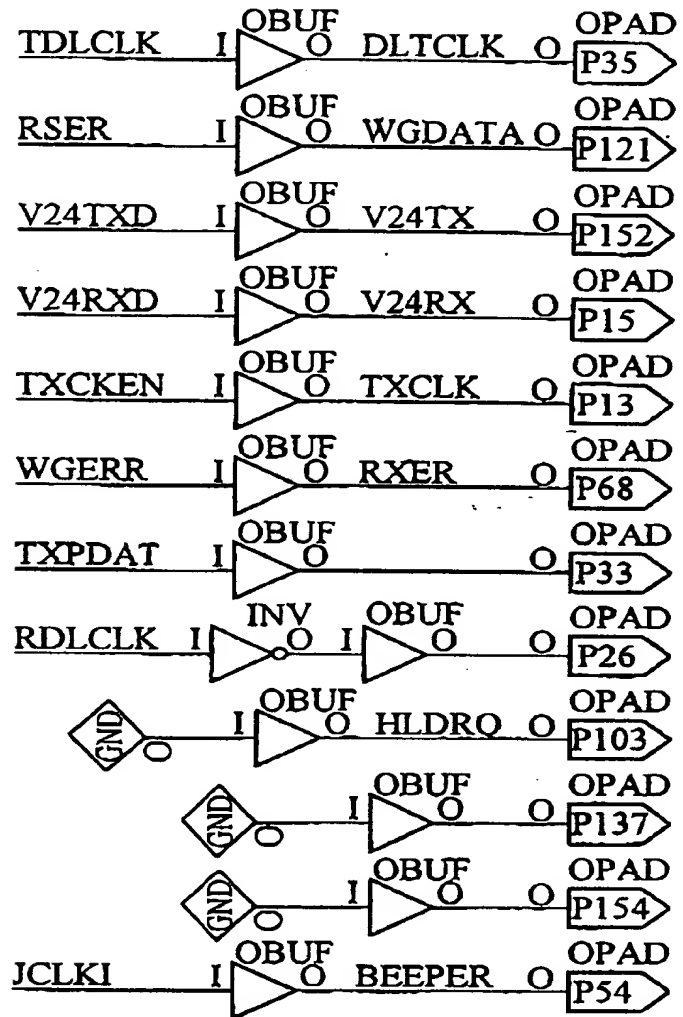 OBUF OPAD
TDLCLK I O DLTCLK O P35
OBUF OPAD
RSER I O WGDATA O P121
OBUF OPAD
V24TXD I O V24TX O P152
OBUF OPAD
V24RXD I O V24RX O P15
OBUF OPAD
TXCKEN I O TXCLK O P13
OBUF OPAD
WGERR I O RXER O P68
OBUF OPAD
TXPDAT I O O P33
INV OBUF OPAD
RDLCLK I O I O O P26
OBUF OPAD
GND O I O HLDRQ O P103
OBUF OPAD
GND O I O O P137
OBUF OPAD
GND O I O O P154
OBUF OPAD
JCLKI I O BEEPER O P54